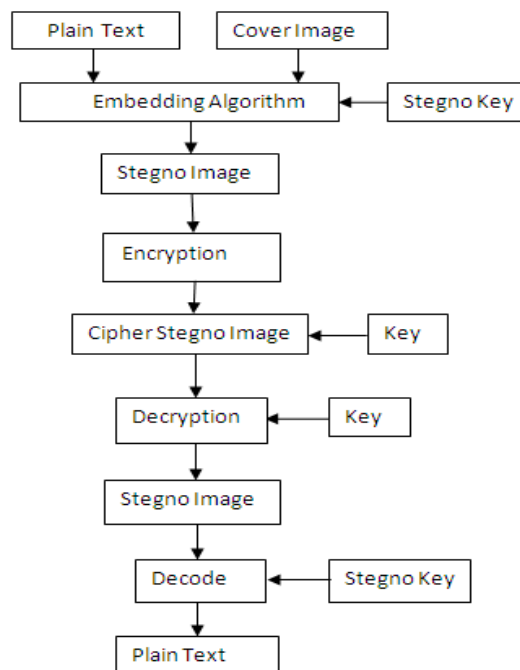 Plain Text
Cover Image
Embedding Algorithm
Stegno Key
Stegno Image
Encryption
Cipher Stegno Image
Key
Decryption
Key
Stegno Image
Decode
Stegno Key
Plain Text